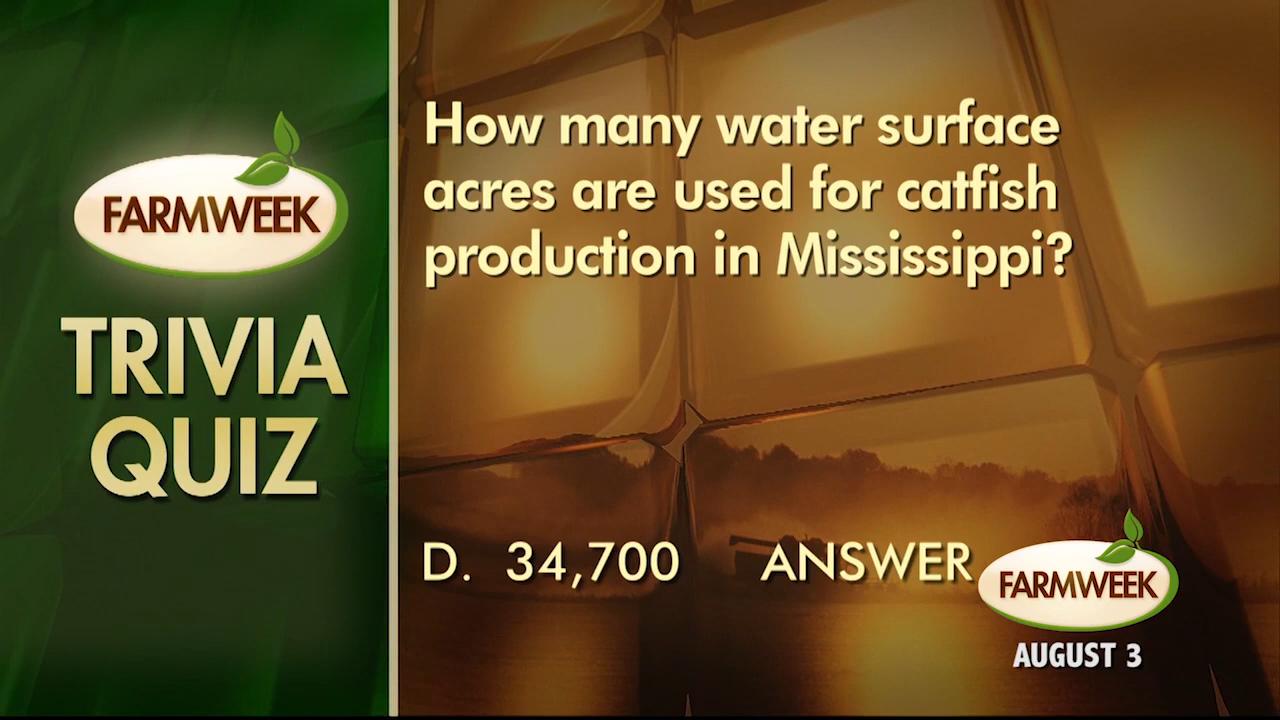 FARMWEEK
TRIVIA
QUIZ
How many water surface
acres are used for catfish
production in Mississippi?
D. 34,700 ANSWER
FARMWEEK
AUGUST 3